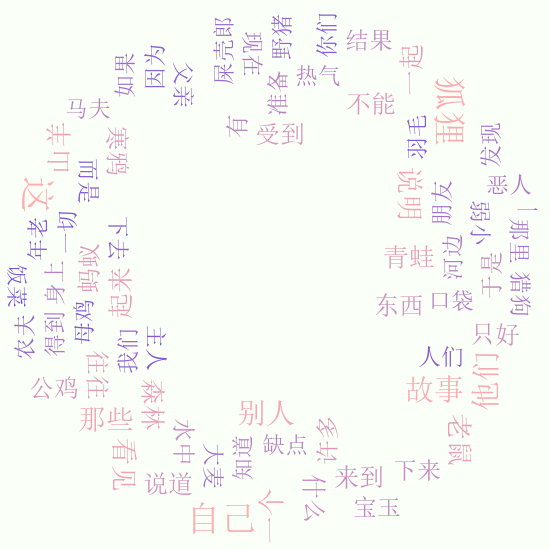 屎壳郎
现在
野猪
你们
结果
如果
因为
父亲
准备
热气
一起
不能
狐狸
马夫
有
受到
羽毛
发现
山羊
寒鸦
说明
朋友
恶人
这
而是
弱小
一
年老
一切
下去
青蛙
河边
于是
那里
饭菜
身上
蚂蚁
起来
东西
口袋
猎狗
农夫
得到
母鸡
我们
主人
只好
人们
公鸡
往往
森林
故事
他们
那些
别人
看见
水中
大麦
知道
缺点
多许
老鼠
说道
什么
来到
下来
自己
一个
宝玉